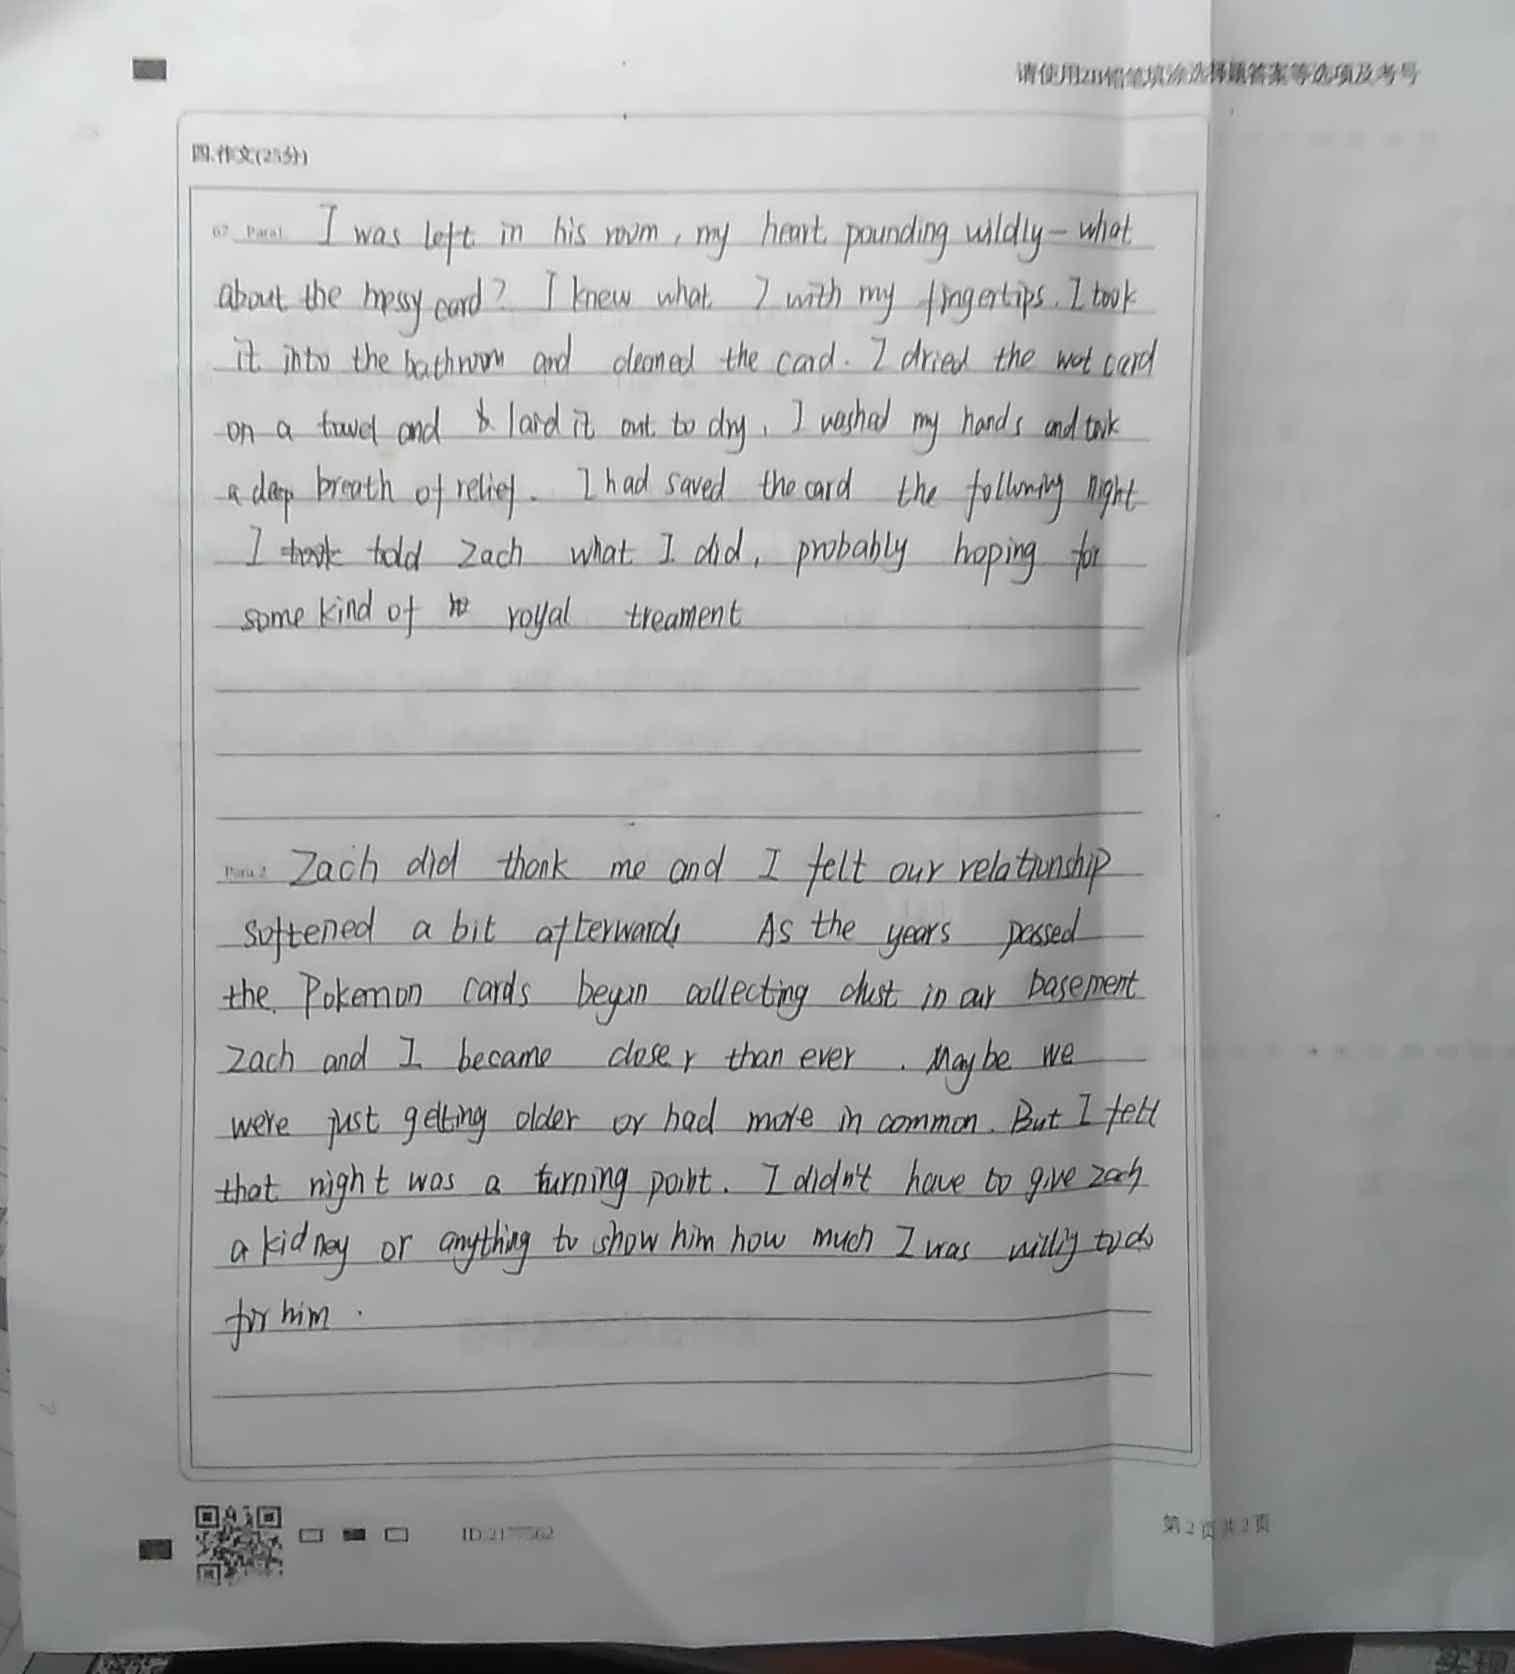 请使用2B铅笔填涂选择题答案等选项及考号
四.作文(25分)
67. Para1 I was left in his room, my heart pounding wildly — what
about the messy card? I knew what I with my fingertips. I took
it into the bathroom and cleaned the card. I dried the wet card
on a towel and laid it out to dry, I washed my hands and took
a deep breath of relief. I had saved the card the following night
I took told Zach what I did, probably hoping for
some kind of royal treament
Para 2 Zach did thank me and I felt our relationship
softened a bit afterwards As the years passed
the Pokemon cards began collecting dust in our basement
Zach and I became closer than ever. Maybe we
were just getting older or had more in common. But I felt
that night was a turning point. I didn't have to give Zach
a kidney or anything to show him how much I was willig to do
for him.
第2页共2页